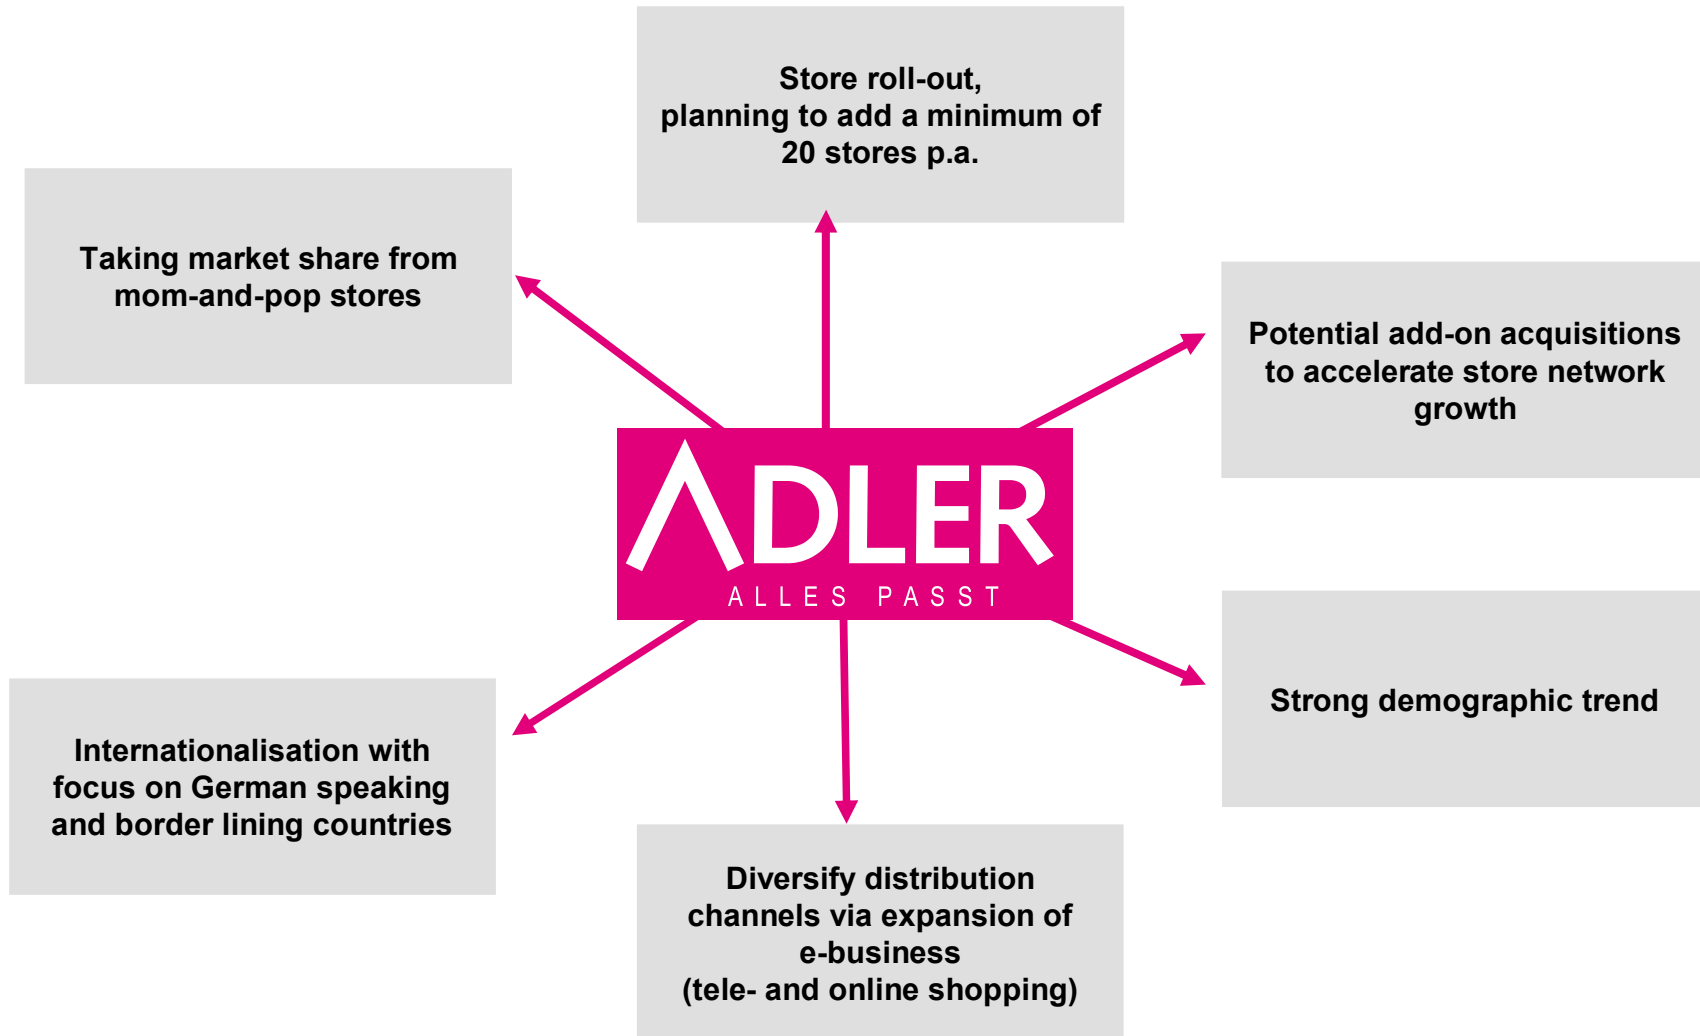 Store roll-out,
planning to add a minimum of
20 stores p.a.
Taking market share from
mom-and-pop stores
Potential add-on acquisitions
to accelerate store network
growth
ADLER
ALLES PASST
Strong demographic trend
Internationalisation with
focus on German speaking
and border lining countries
Diversify distribution
channels via expansion of
e-business
(tele- and online shopping)